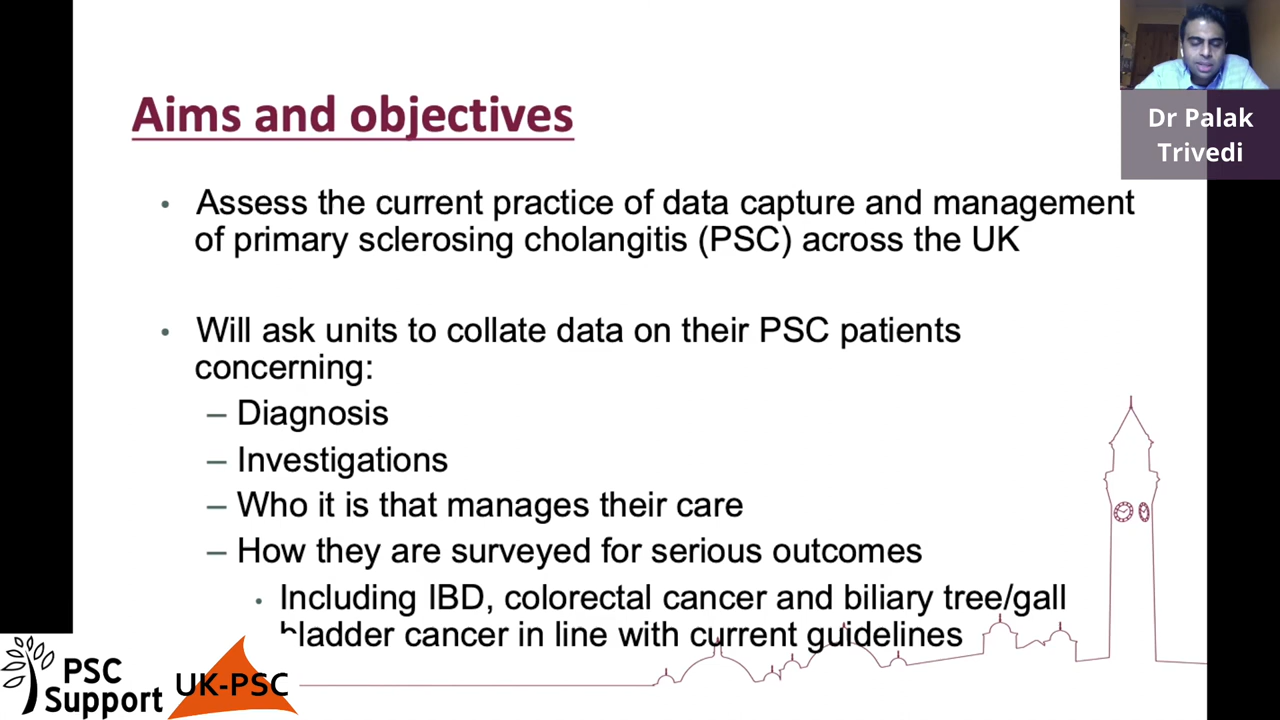 Aims and objectives
Dr Palak
Trivedi
• Assess the current practice of data capture and management
of primary sclerosing cholangitis (PSC) across the UK
• Will ask units to collate data on their PSC patients
concerning:
– Diagnosis
– Investigations
– Who it is that manages their care
– How they are surveyed for serious outcomes
• Including IBD, colorectal cancer and biliary tree/gall
bladder cancer in line with current guidelines
PSC
Support
UK-PSC